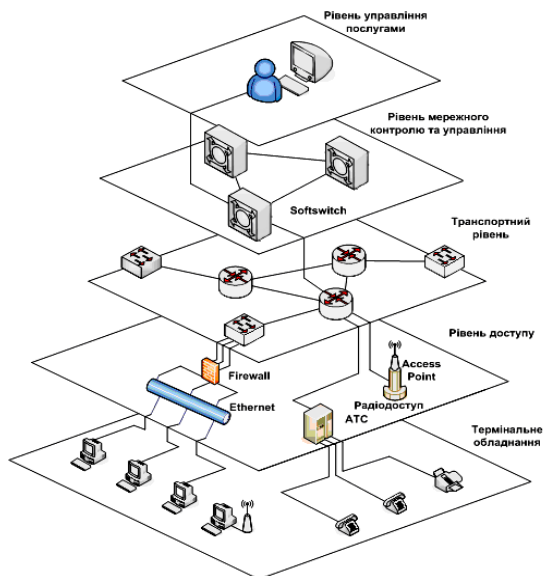 Рівень управління
послугами
Рівень мережного
контролю та управління
Softswitch
Транспортний
рівень
Рівень доступу
Access
Point
Firewall
Ethernet
Радіодоступ
АТС
Термінальне
обладнання